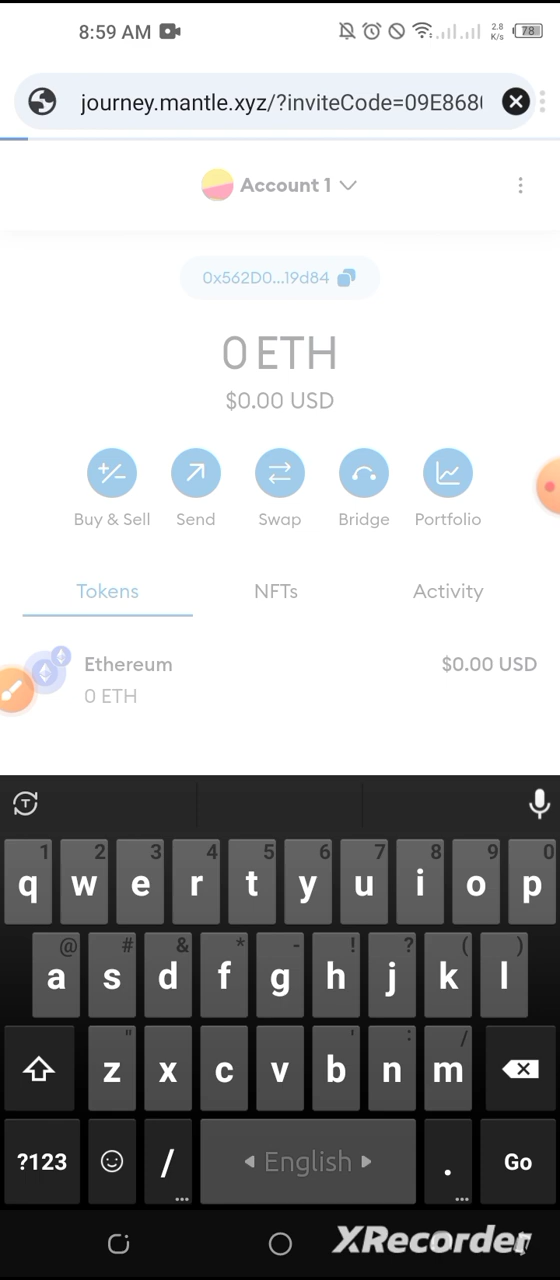 8:59 AM
2.8
K/s
78
journey.mantle.xyz/?inviteCode=09E868
Account 1
0x562D0...19d84
0 ETH
$0.00 USD
Buy & Sell
Send
Swap
Bridge
Portfolio
Tokens
NFTs
Activity
Ethereum
$0.00 USD
0 ETH
T
1 2 3 4 5 6 7 8 9 0
q w e r t y u i o p
@ # & * - ! ? ( )
a s d f g h j k l
" ' : /
z x c v b n m
?123
/
English
.
Go
XRecorder